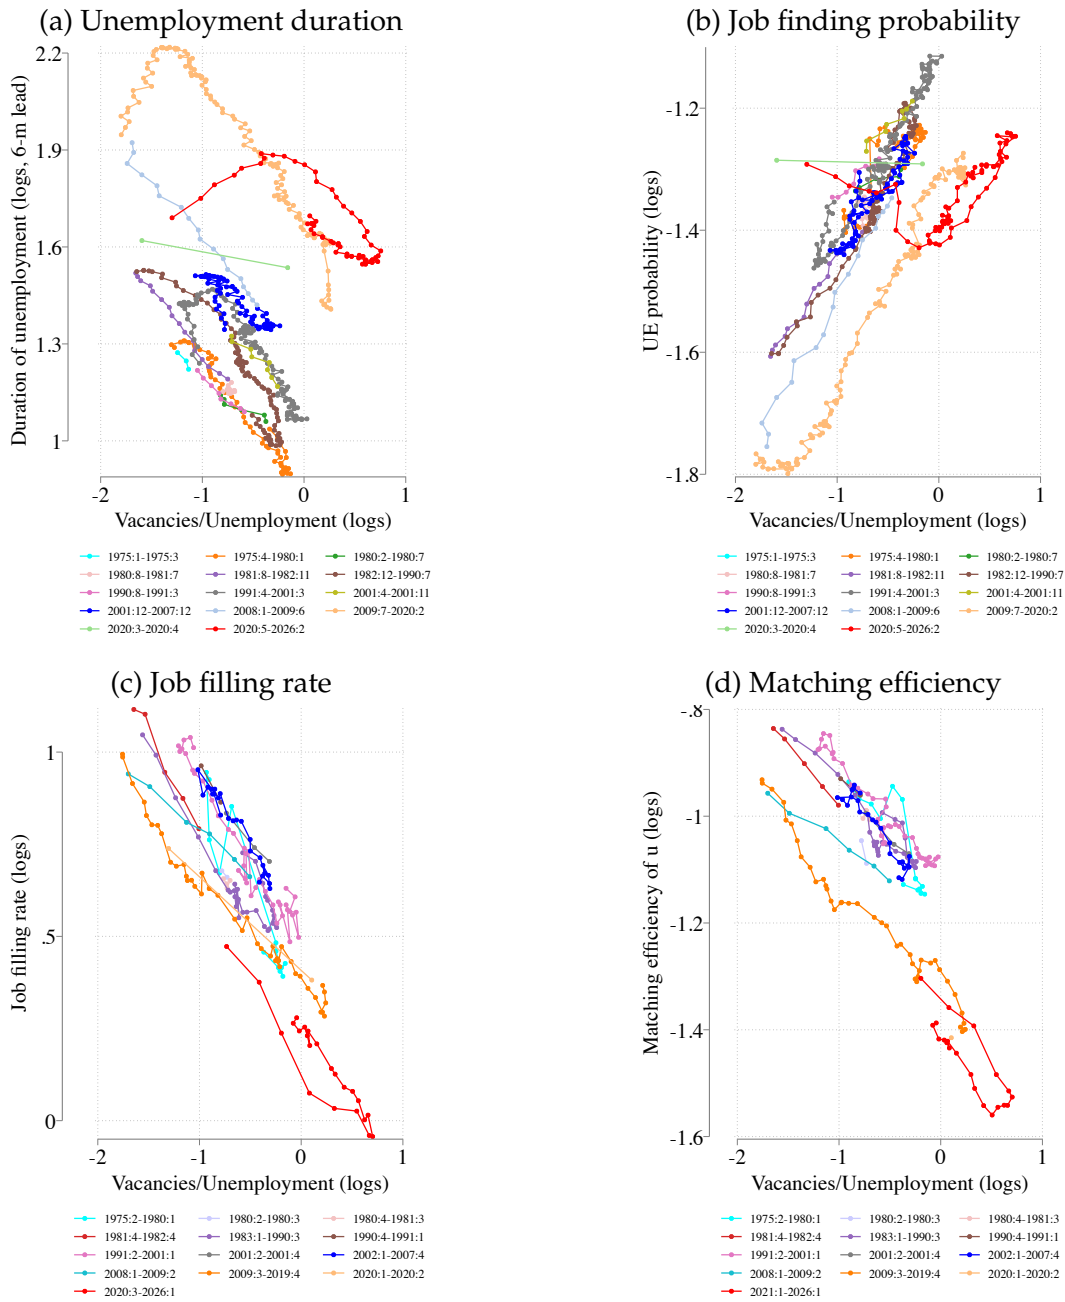 (a) Unemployment duration
Duration of unemployment (logs, 6-m lead)
2.2
1.9
1.6
1.3
1
-2 -1 0 1
Vacancies/Unemployment (logs)
1975:1-1975:3 1975:4-1980:1 1980:2-1980:7
1980:8-1981:7 1981:8-1982:11 1982:12-1990:7
1990:8-1991:3 1991:4-2001:3 2001:4-2001:11
2001:12-2007:12 2008:1-2009:6 2009:7-2020:2
2020:3-2020:4 2020:5-2026:2
(b) Job finding probability
UE probability (logs)
-1.2
-1.4
-1.6
-1.8
-2 -1 0 1
Vacancies/Unemployment (logs)
1975:1-1975:3 1975:4-1980:1 1980:2-1980:7
1980:8-1981:7 1981:8-1982:11 1982:12-1990:7
1990:8-1991:3 1991:4-2001:3 2001:4-2001:11
2001:12-2007:12 2008:1-2009:6 2009:7-2020:2
2020:3-2020:4 2020:5-2026:2
(c) Job filling rate
Job filling rate (logs)
1
.5
0
-2 -1 0 1
Vacancies/Unemployment (logs)
1975:2-1980:1 1980:2-1980:3 1980:4-1981:3
1981:4-1982:4 1983:1-1990:3 1990:4-1991:1
1991:2-2001:1 2001:2-2001:4 2002:1-2007:4
2008:1-2009:2 2009:3-2019:4 2020:1-2020:2
2020:3-2026:1
(d) Matching efficiency
Matching efficiency of u (logs)
-.8
-1
-1.2
-1.4
-1.6
-2 -1 0 1
Vacancies/Unemployment (logs)
1975:2-1980:1 1980:2-1980:3 1980:4-1981:3
1981:4-1982:4 1983:1-1990:3 1990:4-1991:1
1991:2-2001:1 2001:2-2001:4 2002:1-2007:4
2008:1-2009:2 2009:3-2019:4 2020:1-2020:2
2021:1-2026:1